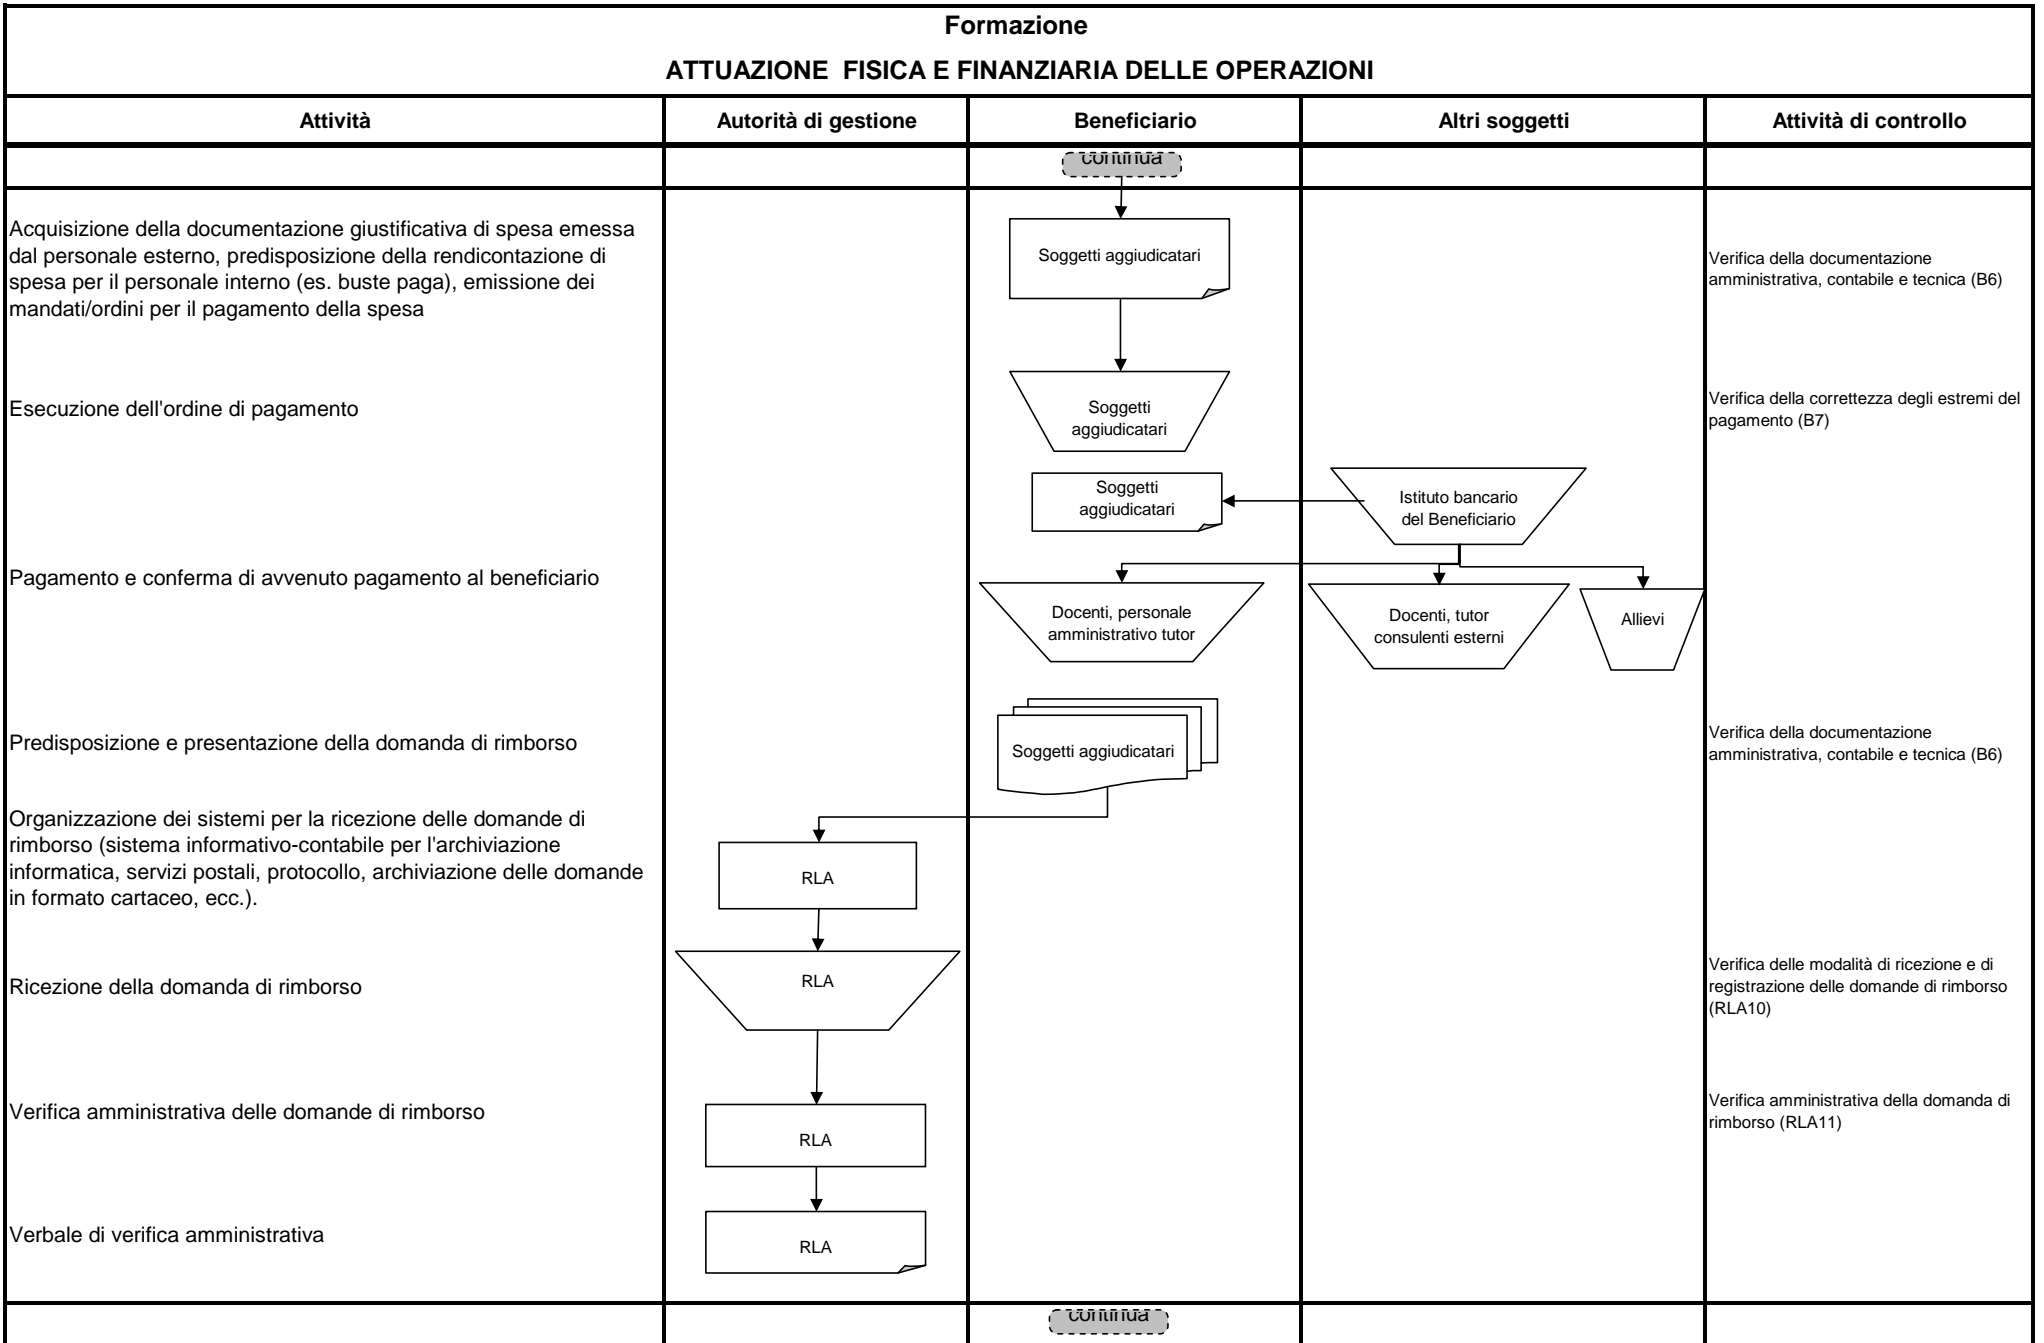 Formazione
ATTUAZIONE  FISICA E FINANZIARIA DELLE OPERAZIONI
Attività
Autorità di gestione
Beneficiario
Altri soggetti
Attività di controllo
continua
Acquisizione della documentazione giustificativa di spesa emessa
dal personale esterno, predisposizione della rendicontazione di
spesa per il personale interno (es. buste paga), emissione dei
mandati/ordini per il pagamento della spesa
Soggetti aggiudicatari
Verifica della documentazione
amministrativa, contabile e tecnica (B6)
Esecuzione dell'ordine di pagamento
Soggetti
aggiudicatari
Verifica della correttezza degli estremi del
pagamento (B7)
Soggetti
aggiudicatari
Istituto bancario
del Beneficiario
Pagamento e conferma di avvenuto pagamento al beneficiario
Docenti, personale
amministrativo tutor
Docenti, tutor
consulenti esterni
Allievi
Predisposizione e presentazione della domanda di rimborso
Soggetti aggiudicatari
Verifica della documentazione
amministrativa, contabile e tecnica (B6)
Organizzazione dei sistemi per la ricezione delle domande di
rimborso (sistema informativo-contabile per l'archiviazione
informatica, servizi postali, protocollo, archiviazione delle domande
in formato cartaceo, ecc.).
RLA
Ricezione della domanda di rimborso
RLA
Verifica delle modalità di ricezione e di
registrazione delle domande di rimborso
(RLA10)
Verifica amministrativa delle domande di rimborso
RLA
Verifica amministrativa della domanda di
rimborso (RLA11)
Verbale di verifica amministrativa
RLA
continua